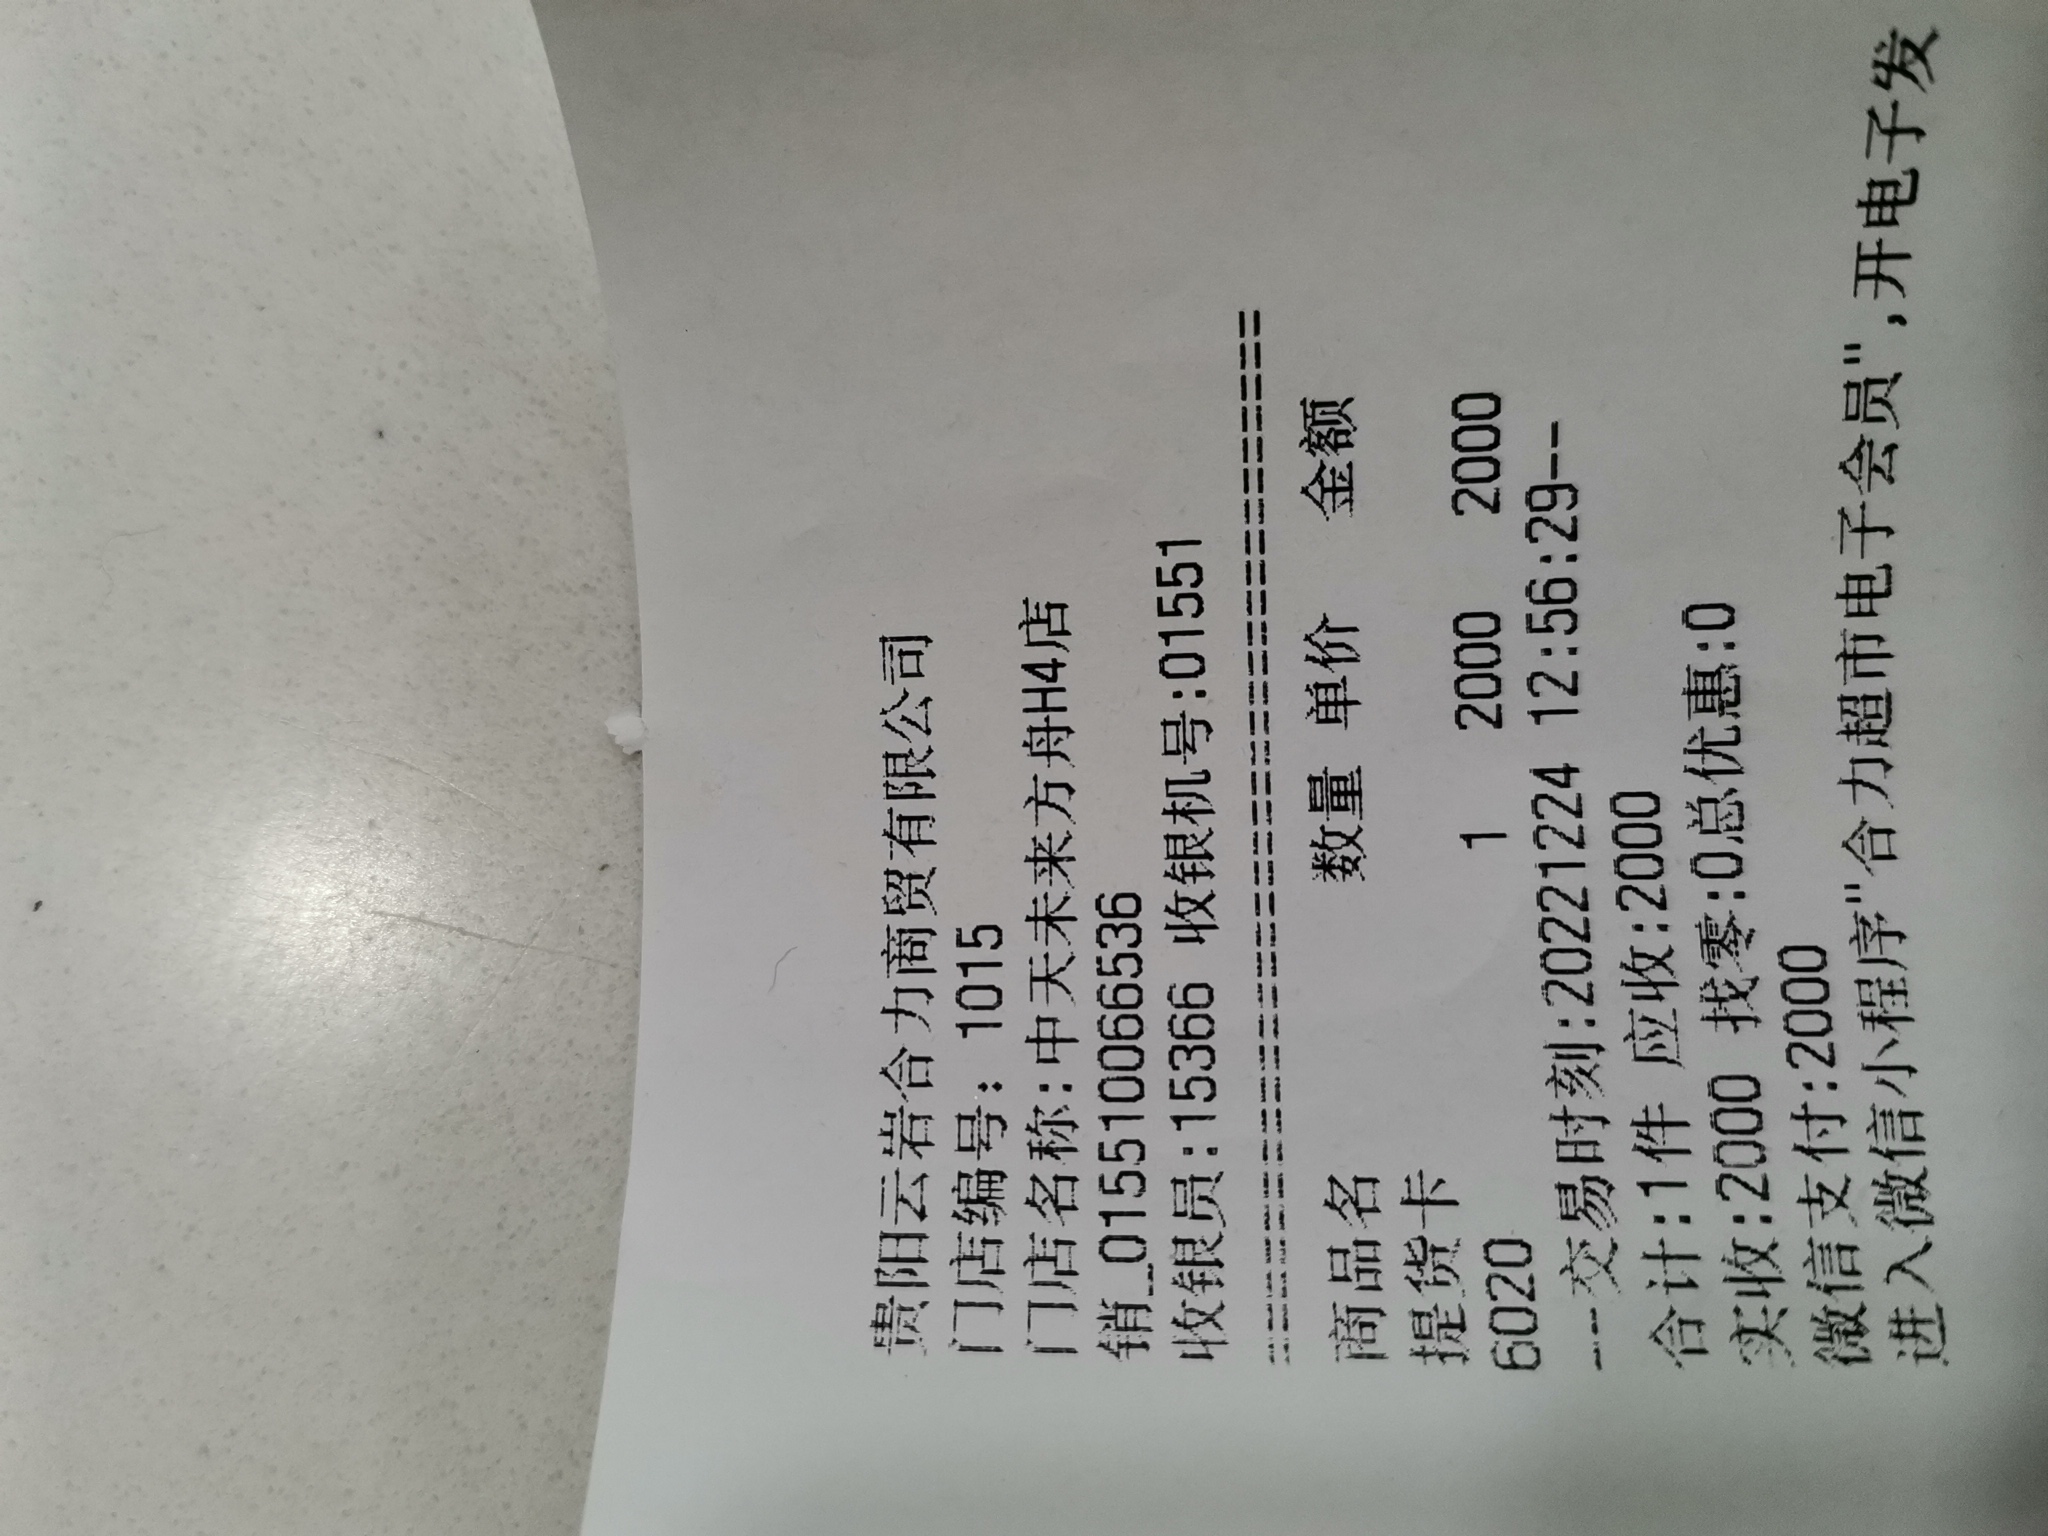 贵阳云岩合力商贸有限公司
门店编号: 1015
门店名称:中天未来方舟H4店
销_015510066536
收银员:15366 收银机号:01551
================================
商品名 数量 单价 金额
提货卡
6020 1 2000 2000
---交易时刻:20221224 12:56:29--
合计:1件 应收:2000
实收:2000 找零:0总优惠:0
微信支付:2000
进入微信小程序"合力超市电子会员",开电子发